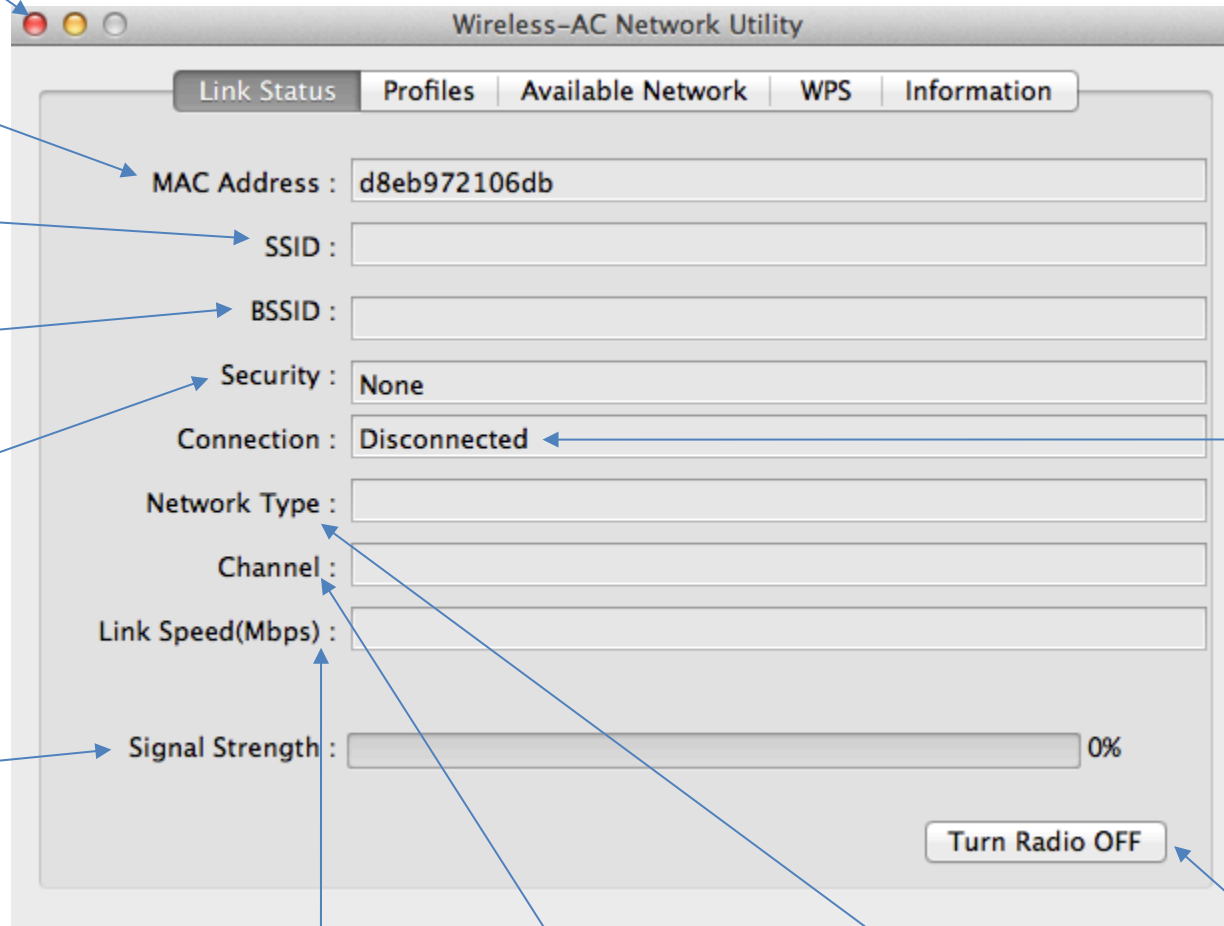 Wireless-AC Network Utility
Link Status Profiles Available Network WPS Information
MAC Address : d8eb972106db
SSID :
BSSID :
Security : None
Connection : Disconnected
Network Type :
Channel :
Link Speed(Mbps) :
Signal Strength : 0%
Turn Radio OFF